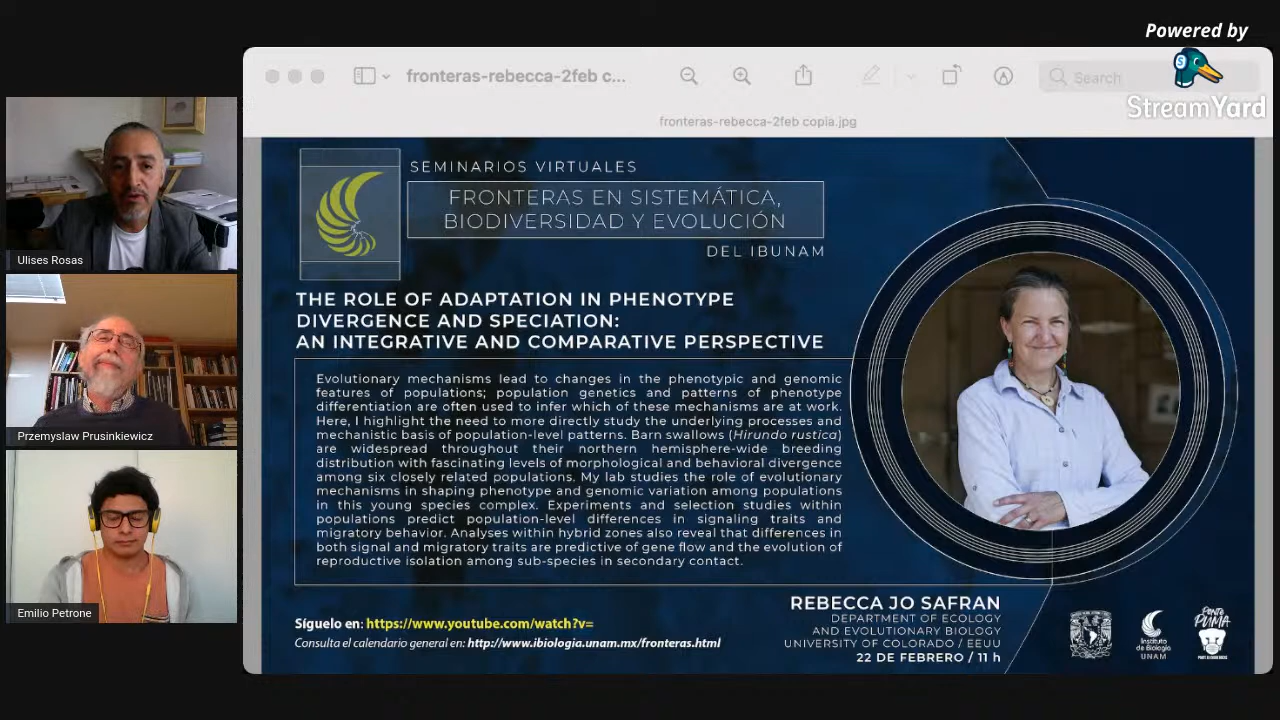 Powered by
StreamYard
fronteras-rebecca-2feb c...
Search
fronteras-rebecca-2feb copia.jpg
Ulises Rosas
Przemyslaw Prusinkiewicz
Emilio Petrone
SEMINARIOS VIRTUALES
FRONTERAS EN SISTEMÁTICA,
BIODIVERSIDAD Y EVOLUCIÓN
DEL IBUNAM
THE ROLE OF ADAPTATION IN PHENOTYPE
DIVERGENCE AND SPECIATION:
AN INTEGRATIVE AND COMPARATIVE PERSPECTIVE
Evolutionary mechanisms lead to changes in the phenotypic and genomic
features of populations; population genetics and patterns of phenotype
differentiation are often used to infer which of these mechanisms are at work.
Here, I highlight the need to more directly study the underlying processes and
mechanistic basis of population-level patterns. Barn swallows (Hirundo rustica)
are widespread throughout their northern hemisphere-wide breeding
distribution with fascinating levels of morphological and behavioral divergence
among six closely related populations. My lab studies the role of evolutionary
mechanisms in shaping phenotype and genomic variation among populations
in this young species complex. Experiments and selection studies within
populations predict population-level differences in signaling traits and
migratory behavior. Analyses within hybrid zones also reveal that differences in
both signal and migratory traits are predictive of gene flow and the evolution of
reproductive isolation among sub-species in secondary contact.
REBECCA JO SAFRAN
DEPARTMENT OF ECOLOGY
AND EVOLUTIONARY BIOLOGY
UNIVERSITY OF COLORADO / EEUU
22 DE FEBRERO / 11 h
Síguelo en: https://www.youtube.com/watch?v=
Consulta el calendario general en: http://www.ibiologia.unam.mx/fronteras.html
Instituto
de Biología
UNAM
PONTE
PUMA